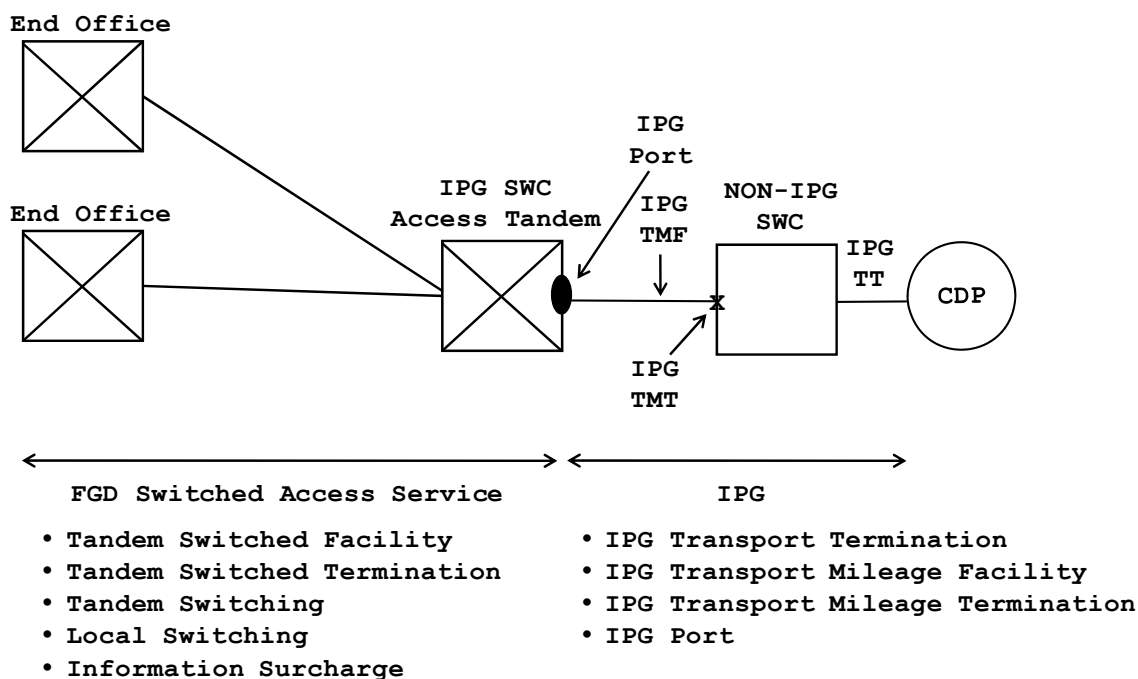 End Office
IPG
Port
IPG SWC
Access Tandem
NON-IPG
SWC
End Office
IPG
TMF
IPG
TT
X
CDP
IPG
TMT
FGD Switched Access Service
IPG
• Tandem Switched Facility
• Tandem Switched Termination
• Tandem Switching
• Local Switching
• Information Surcharge
• IPG Transport Termination
• IPG Transport Mileage Facility
• IPG Transport Mileage Termination
• IPG Port